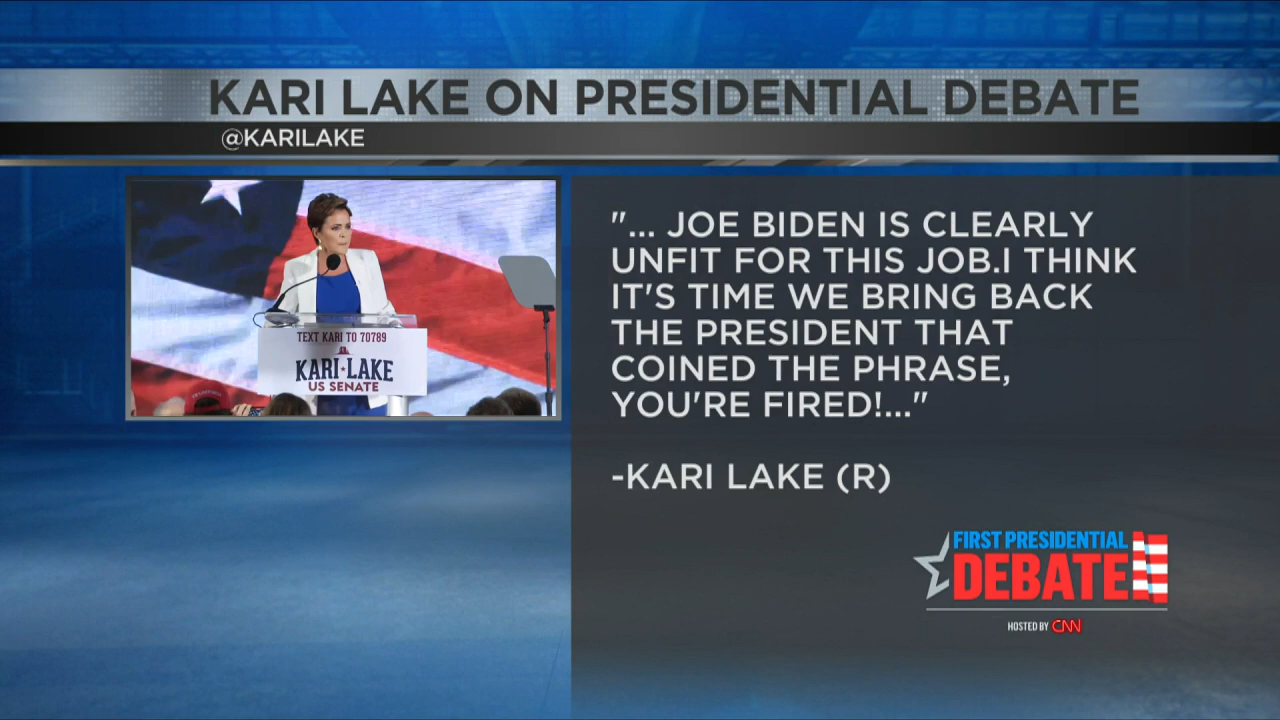 KARI LAKE ON PRESIDENTIAL DEBATE
@KARILAKE
TEXT KARI TO 70789
KARI LAKE
US SENATE
"... JOE BIDEN IS CLEARLY
UNFIT FOR THIS JOB.I THINK
IT'S TIME WE BRING BACK
THE PRESIDENT THAT
COINED THE PHRASE,
YOU'RE FIRED!..."
-KARI LAKE (R)
FIRST PRESIDENTIAL
DEBATE
HOSTED BY CNN